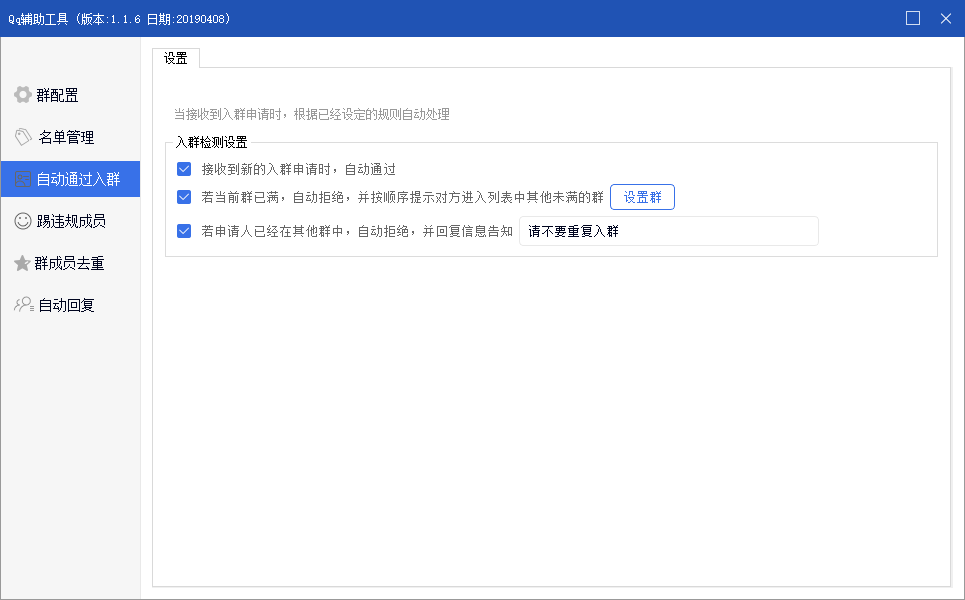 Qq辅助工具 (版本:1.1.6 日期:20190408)
设置
群配置
名单管理
自动通过入群
踢违规成员
群成员去重
自动回复
当接收到入群申请时，根据已经设定的规则自动处理
入群检测设置
接收到新的入群申请时，自动通过
若当前群已满，自动拒绝，并按顺序提示对方进入列表中其他未满的群 设置群
若申请人已经在其他群中，自动拒绝，并回复信息告知 请不要重复入群